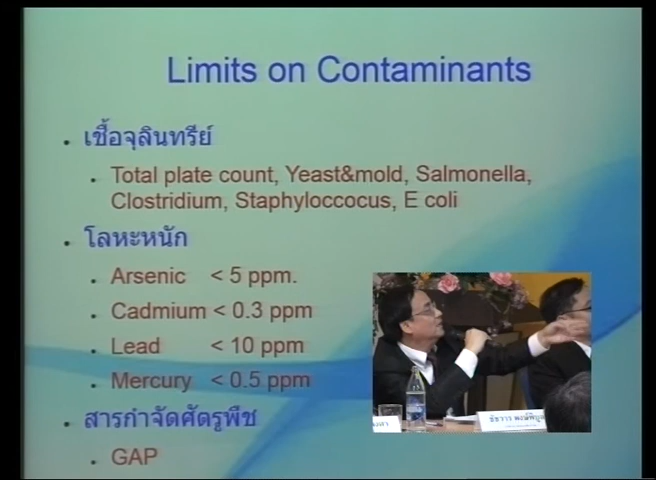 Limits on Contaminants
เชื้อจุลินทรีย์
Total plate count, Yeast&mold, Salmonella,
Clostridium, Staphyloccocus, E coli
โลหะหนัก
Arsenic < 5 ppm.
Cadmium < 0.3 ppm
Lead < 10 ppm
Mercury < 0.5 ppm
สารกำจัดศัตรูพืช
GAP